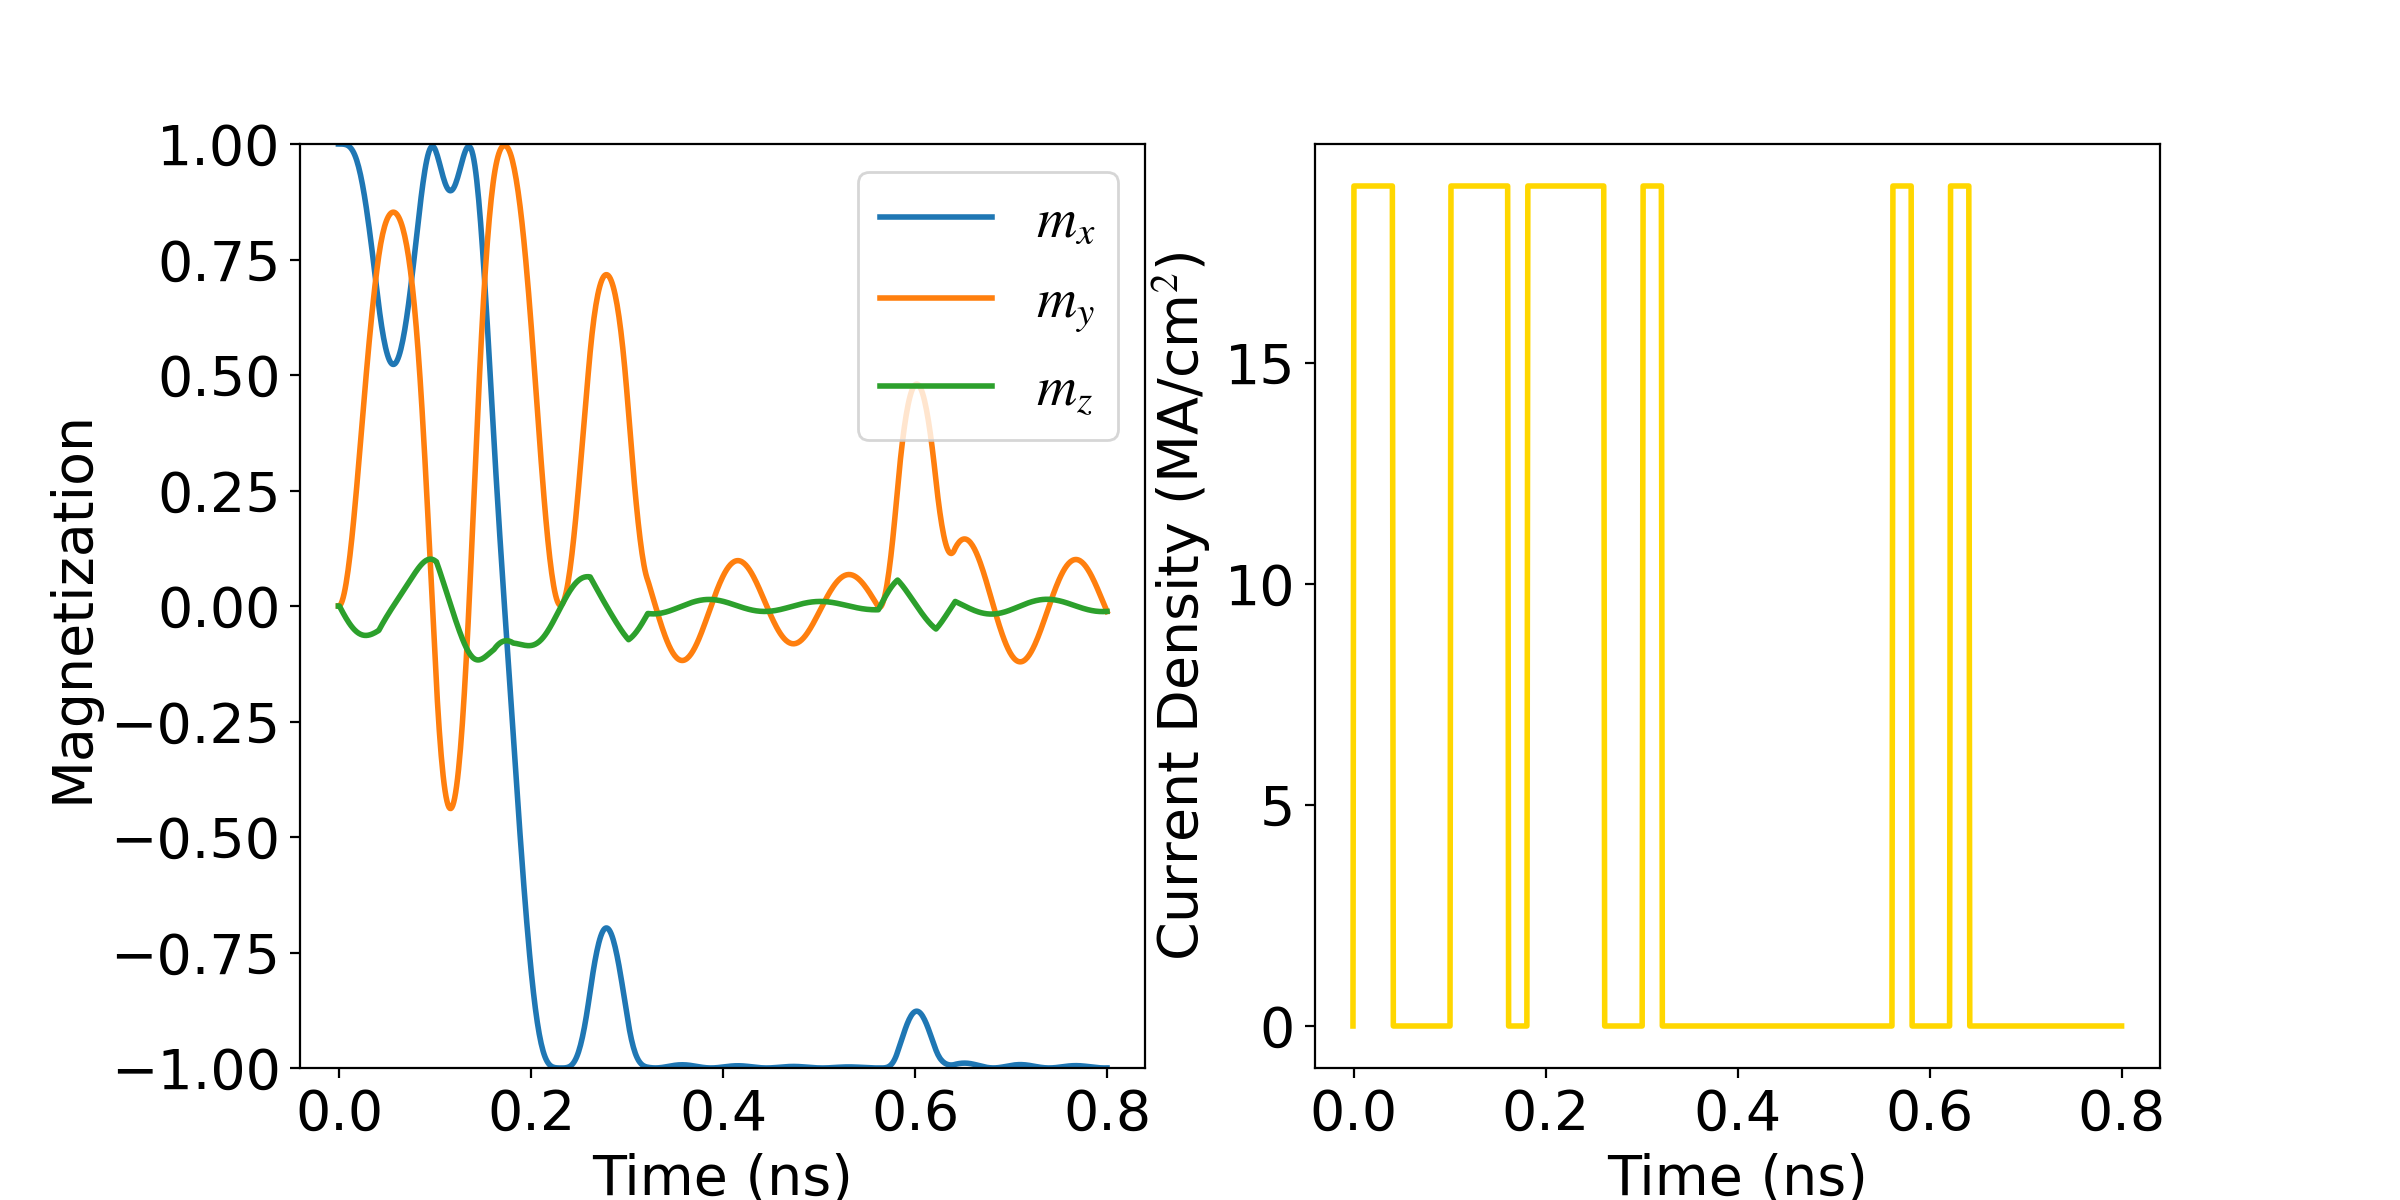 Magnetization
1.00
0.75
0.50
0.25
0.00
−0.25
−0.50
−0.75
−1.00
0.0 0.2 0.4 0.6 0.8
Time (ns)
m_x
m_y
m_z
Current Density (MA/cm²)
15
10
5
0
0.0 0.2 0.4 0.6 0.8
Time (ns)